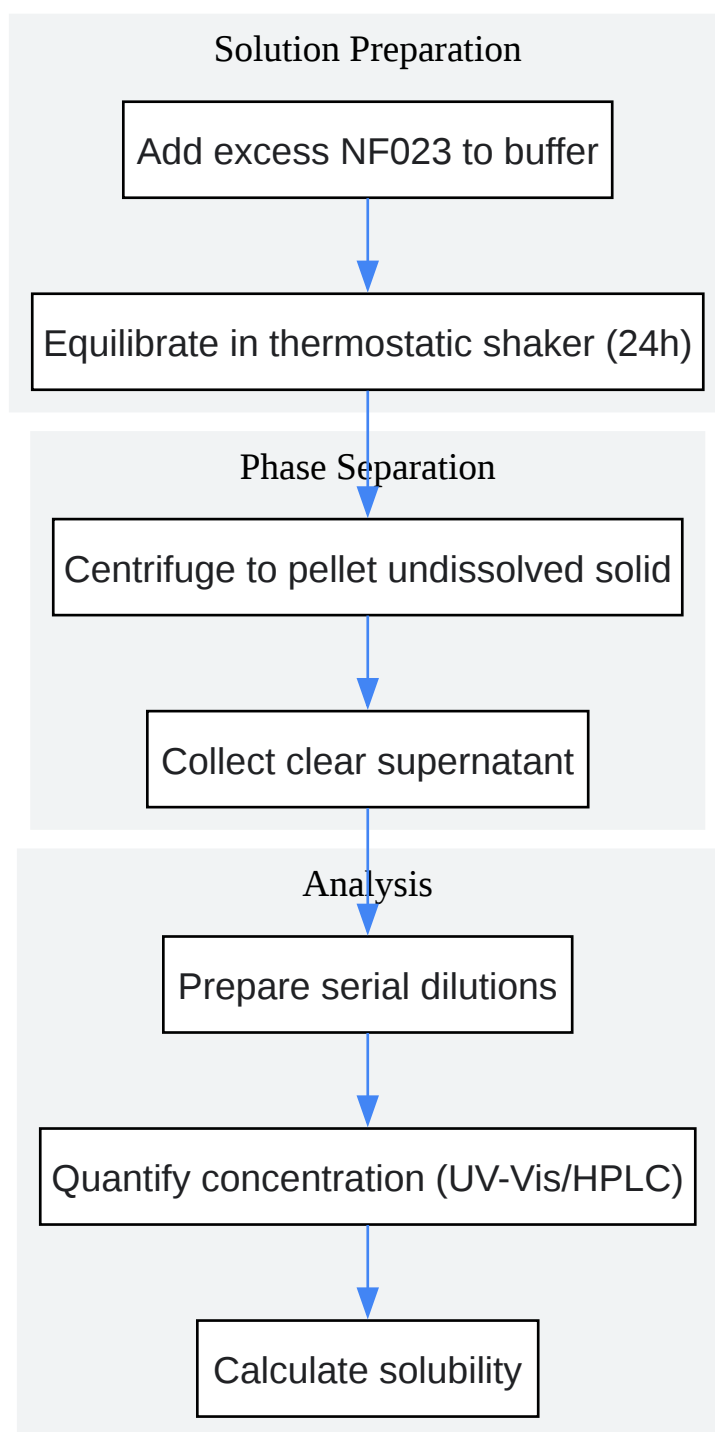 Solution Preparation
Add excess NF023 to buffer
Equilibrate in thermostatic shaker (24h)
Phase Separation
Centrifuge to pellet undissolved solid
Collect clear supernatant
Analysis
Prepare serial dilutions
Quantify concentration (UV-Vis/HPLC)
Calculate solubility